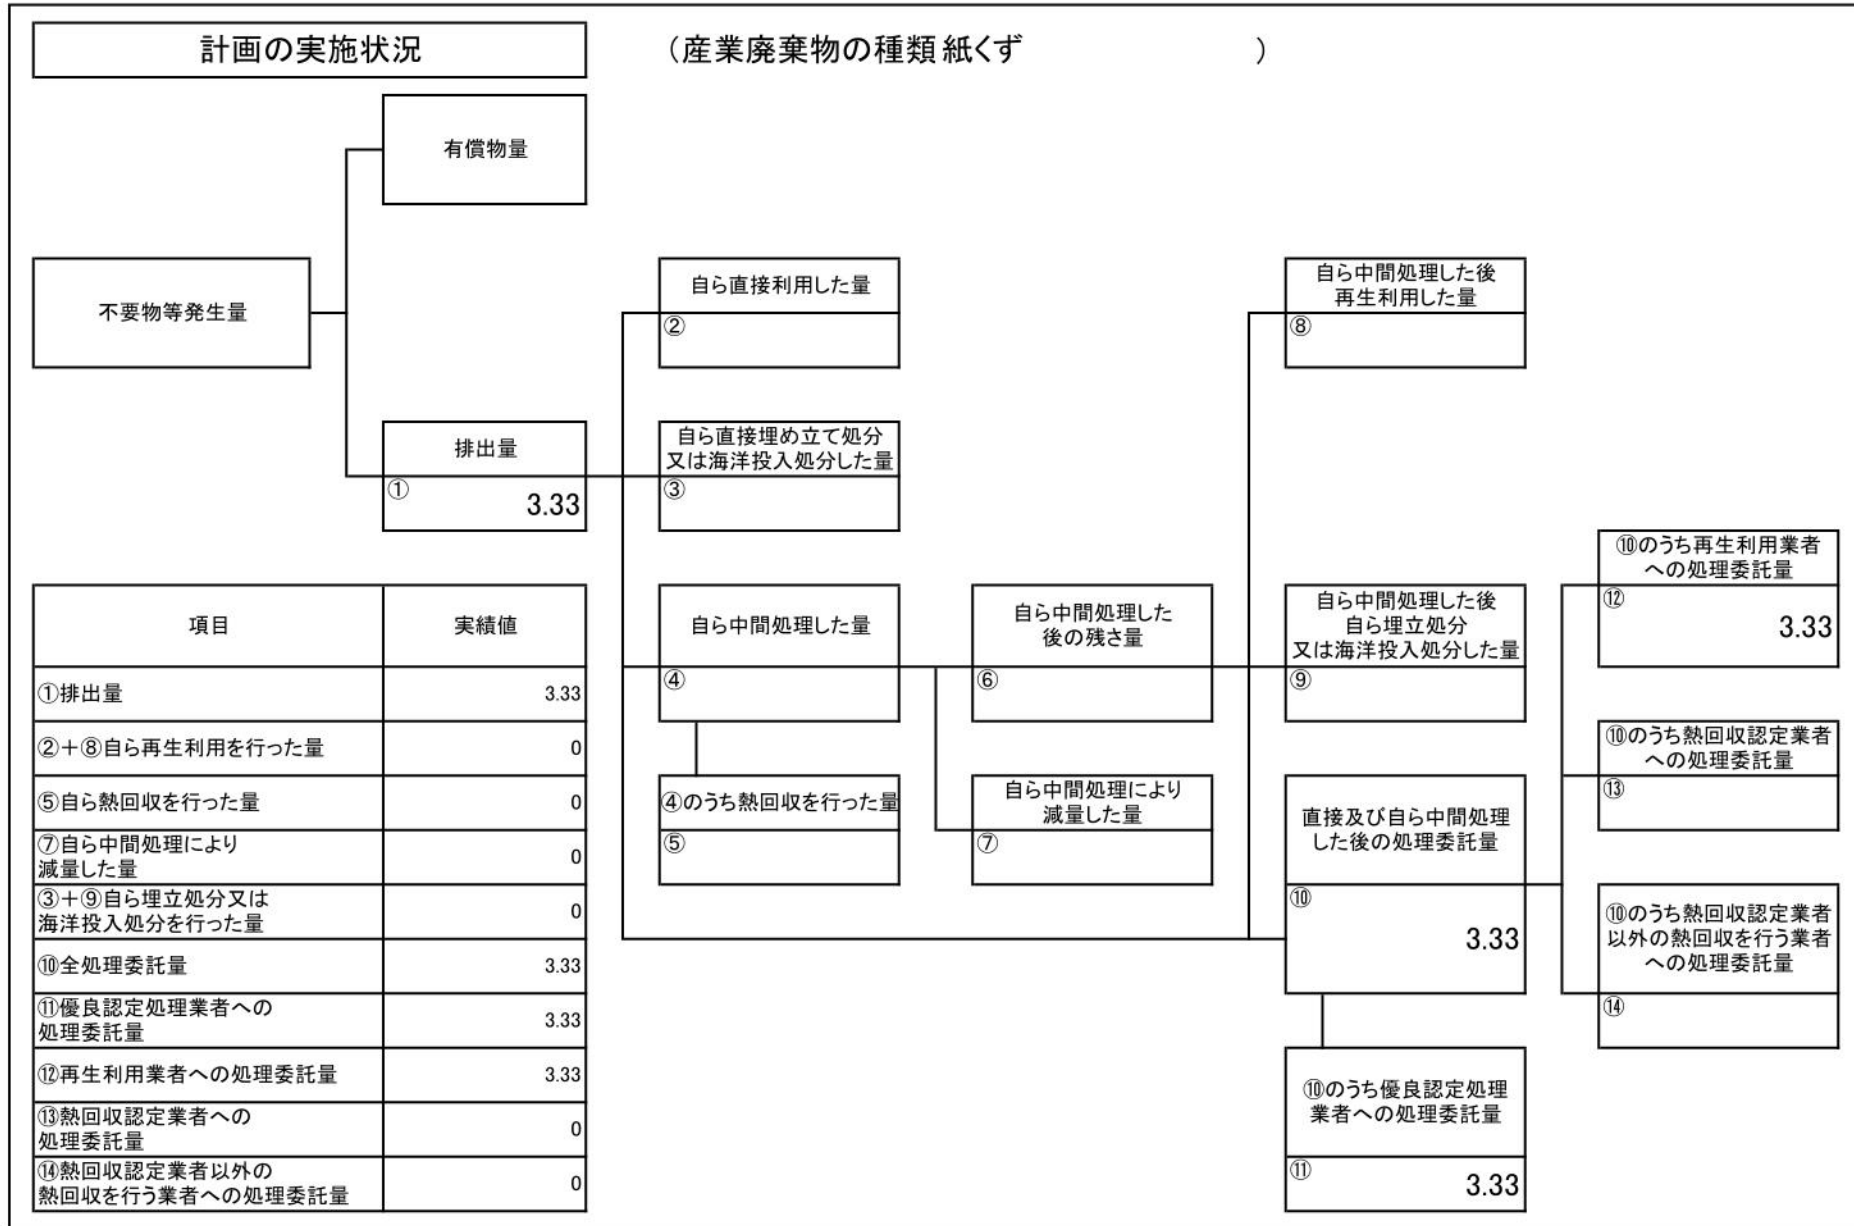 計画の実施状況
（産業廃棄物の種類 紙くず　　　　　　　）
有償物量
不要物等発生量
排出量
①
3.33
自ら直接利用した量
②
自ら直接埋め立て処分
又は海洋投入処分した量
③
自ら中間処理した後
再生利用した量
⑧
自ら中間処理した量
④
自ら中間処理した
後の残さ量
⑥
自ら中間処理した後
自ら埋立処分
又は海洋投入処分した量
⑨
④のうち熱回収を行った量
⑤
自ら中間処理により
減量した量
⑦
直接及び自ら中間処理
した後の処理委託量
⑩
3.33
⑩のうち優良認定処理
業者への処理委託量
⑪
3.33
⑩のうち再生利用業者
への処理委託量
⑫
3.33
⑩のうち熱回収認定業者
への処理委託量
⑬
⑩のうち熱回収認定業者
以外の熱回収を行う業者
への処理委託量
⑭
項目 実績値
①排出量 3.33
②＋⑧自ら再生利用を行った量 0
⑤自ら熱回収を行った量 0
⑦自ら中間処理により
減量した量 0
③＋⑨自ら埋立処分又は
海洋投入処分を行った量 0
⑩全処理委託量 3.33
⑪優良認定処理業者への
処理委託量 3.33
⑫再生利用業者への処理委託量 3.33
⑬熱回収認定業者への
処理委託量 0
⑭熱回収認定業者以外の
熱回収を行う業者への処理委託量 0